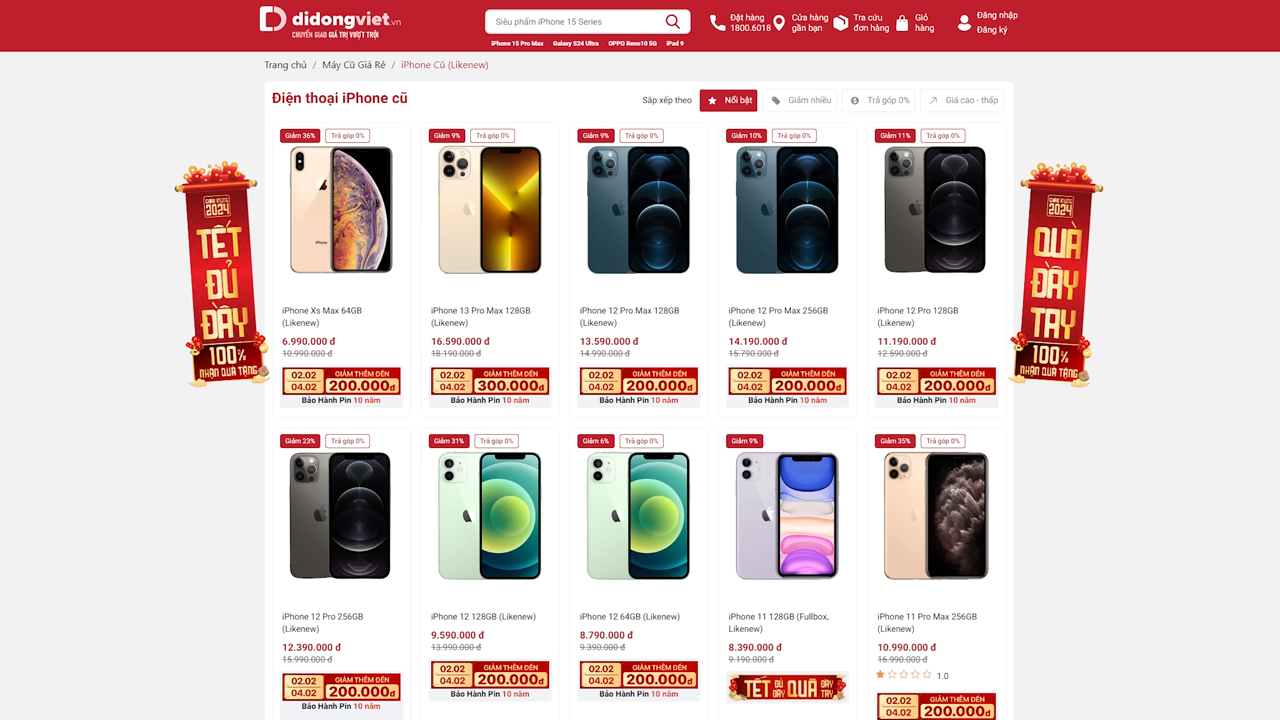 didongviet.vn
CHUYỂN GIAO GIÁ TRỊ VƯỢT TRỘI
Siêu phẩm iPhone 15 Series
iPhone 15 Pro Max Galaxy S24 Ultra OPPO Reno10 5G iPad 9
Đặt hàng
1800.6018
Cửa hàng
gần bạn
Tra cứu
đơn hàng
Giỏ
hàng
Đăng nhập
Đăng ký
Trang chủ / Máy Cũ Giá Rẻ / iPhone Cũ (Likenew)
Điện thoại iPhone cũ
Sắp xếp theo
Nổi bật
Giảm nhiều
Trả góp 0%
Giá cao - thấp
2024
TẾT
ĐỦ
ĐẦY
100%
NHẬN QUÀ TẶNG
2024
QUÀ
ĐẦY
TAY
100%
NHẬN QUÀ TẶNG
Giảm 36% Trả góp 0%
iPhone Xs Max 64GB
(Likenew)
6.990.000 đ
10.990.000 đ
02.02
04.02
GIẢM THÊM ĐẾN
200.000đ
Bảo Hành Pin 10 năm
Giảm 9% Trả góp 0%
iPhone 13 Pro Max 128GB
(Likenew)
16.590.000 đ
18.190.000 đ
02.02
04.02
GIẢM THÊM ĐẾN
300.000đ
Bảo Hành Pin 10 năm
Giảm 9% Trả góp 0%
iPhone 12 Pro Max 128GB
(Likenew)
13.590.000 đ
14.990.000 đ
02.02
04.02
GIẢM THÊM ĐẾN
200.000đ
Bảo Hành Pin 10 năm
Giảm 10% Trả góp 0%
iPhone 12 Pro Max 256GB
(Likenew)
14.190.000 đ
15.790.000 đ
02.02
04.02
GIẢM THÊM ĐẾN
200.000đ
Bảo Hành Pin 10 năm
Giảm 11% Trả góp 0%
iPhone 12 Pro 128GB
(Likenew)
11.190.000 đ
12.590.000 đ
02.02
04.02
GIẢM THÊM ĐẾN
200.000đ
Bảo Hành Pin 10 năm
Giảm 23% Trả góp 0%
iPhone 12 Pro 256GB
(Likenew)
12.390.000 đ
15.990.000 đ
02.02
04.02
GIẢM THÊM ĐẾN
200.000đ
Bảo Hành Pin 10 năm
Giảm 31% Trả góp 0%
iPhone 12 128GB (Likenew)
9.590.000 đ
13.990.000 đ
02.02
04.02
GIẢM THÊM ĐẾN
200.000đ
Bảo Hành Pin 10 năm
Giảm 6% Trả góp 0%
iPhone 12 64GB (Likenew)
8.790.000 đ
9.390.000 đ
02.02
04.02
GIẢM THÊM ĐẾN
200.000đ
Bảo Hành Pin 10 năm
Giảm 9%
iPhone 11 128GB (Fullbox,
Likenew)
8.390.000 đ
9.190.000 đ
TẾT ĐỦ ĐẦY QUÀ ĐẦY TAY
Giảm 35% Trả góp 0%
iPhone 11 Pro Max 256GB
(Likenew)
10.990.000 đ
16.990.000 đ
1.0
02.02
04.02
GIẢM THÊM ĐẾN
200.000đ